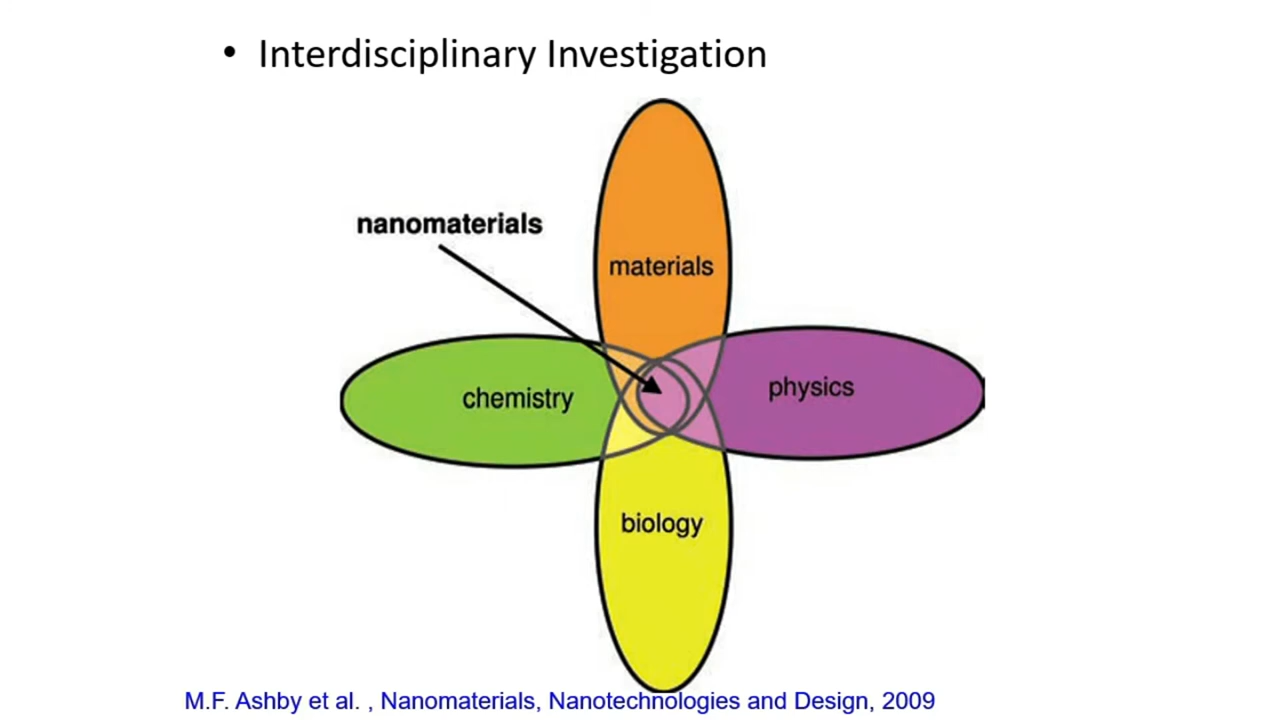 • Interdisciplinary Investigation
nanomaterials
materials
chemistry
physics
biology
M.F. Ashby et al. , Nanomaterials, Nanotechnologies and Design, 2009